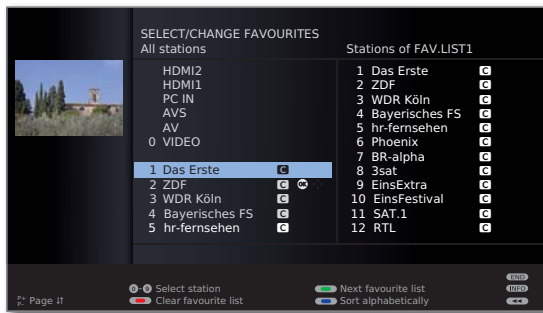 SELECT/CHANGE FAVOURITES
All stations
HDMI2
HDMI1
PC IN
AVS
AV
0 VIDEO
1 Das Erste C
2 ZDF C OK
3 WDR Köln C
4 Bayerisches FS C
5 hr-fernsehen C
Stations of FAV.LIST1
1 Das Erste C
2 ZDF C
3 WDR Köln C
4 Bayerisches FS C
5 hr-fernsehen C
6 Phoenix C
7 BR-alpha C
8 3sat C
9 EinsExtra C
10 EinsFestival C
11 SAT.1 C
12 RTL C
P+
P- Page
0-9 Select station
Clear favourite list
Next favourite list
Sort alphabetically
END
INFO